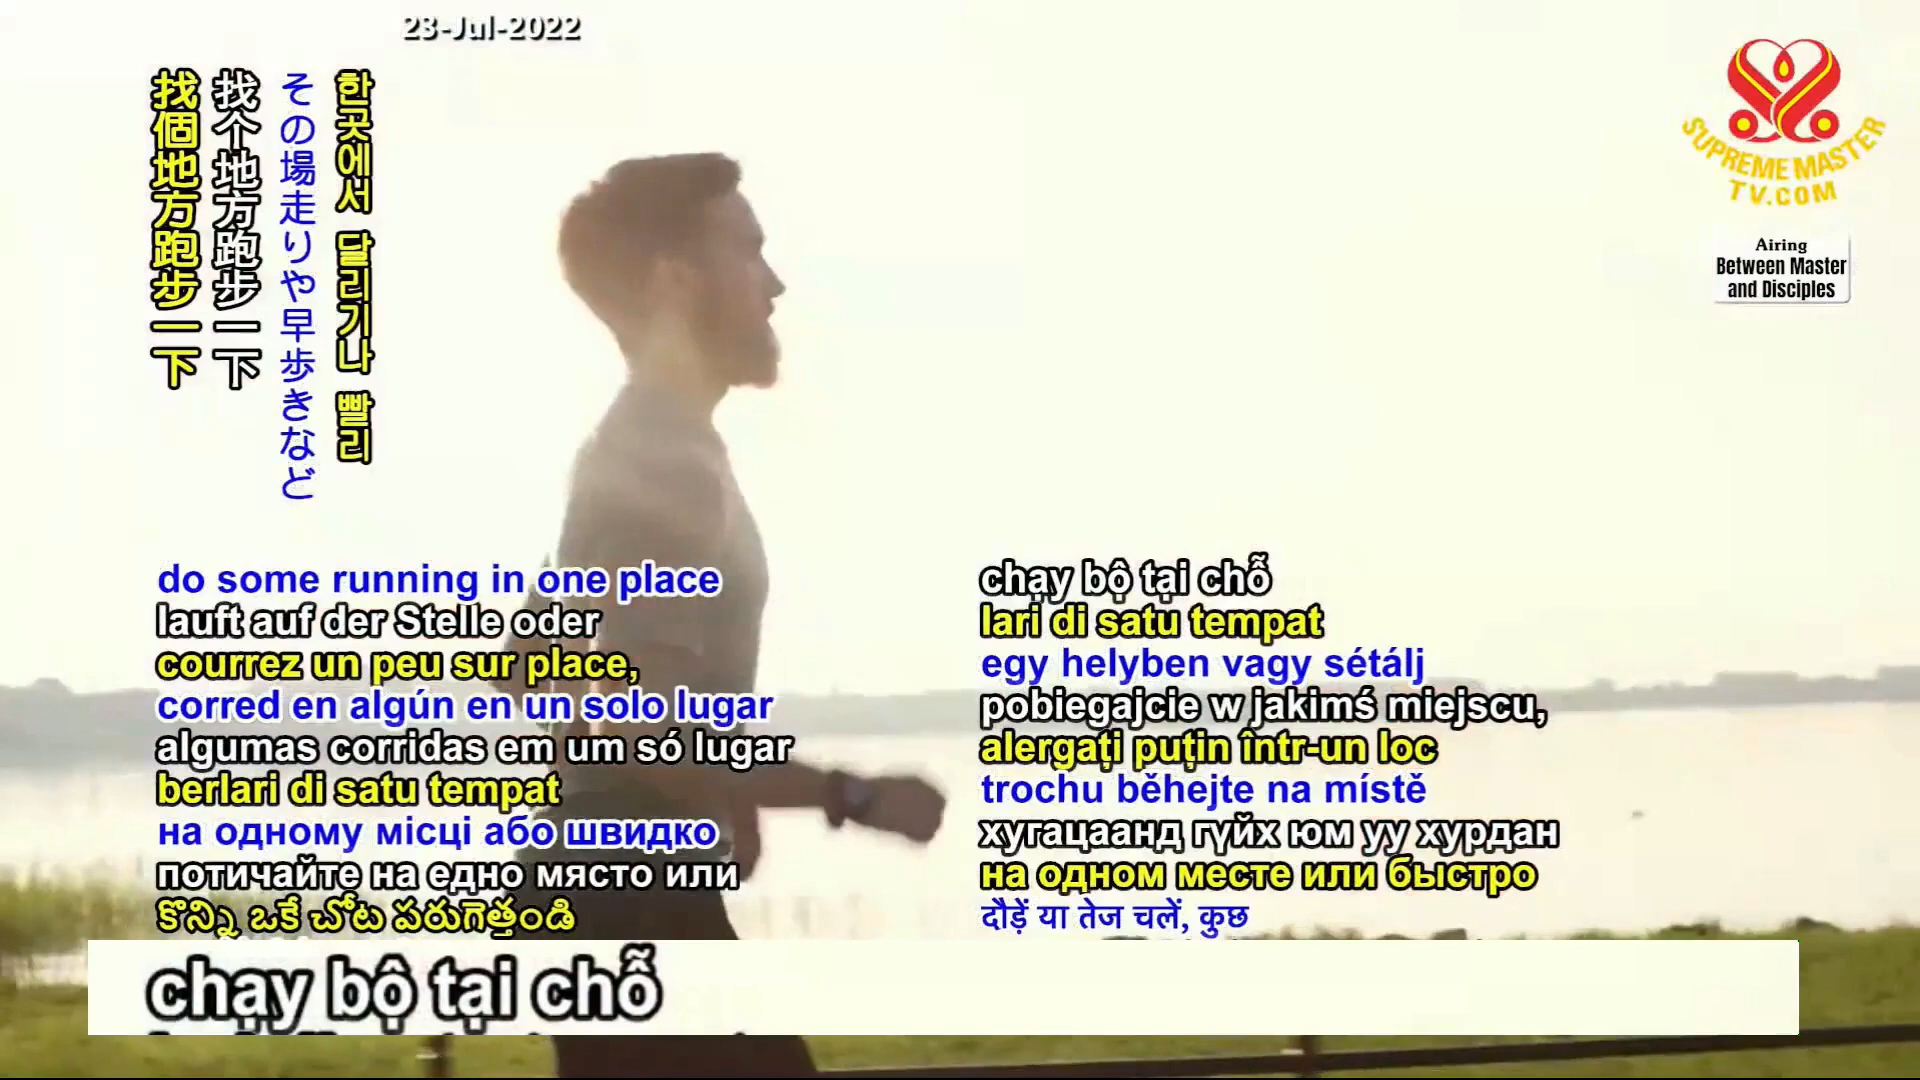 23-Jul-2022
找個地方跑步一下
找个地方跑步一下
その場走りや早歩きなど
한곳에서 달리기나 빨리
SUPREME MASTER
TV.COM
Airing
Between Master
and Disciples
do some running in one place
lauft auf der Stelle oder
courrez un peu sur place,
corred en algún en un solo lugar
algumas corridas em um só lugar
berlari di satu tempat
на одному місці або швидко
потичайте на едно място или
కొన్ని ఒకే చోట పరుగెత్తండి
chạy bộ tại chỗ
lari di satu tempat
egy helyben vagy sétálj
pobiegajcie w jakimś miejscu,
alergați puțin într-un loc
trochu běhejte na místě
хугацаанд гүйх юм уу хурдан
на одном месте или быстро
दौड़ें या तेज चलें, कुछ
chạy bộ tại chỗ